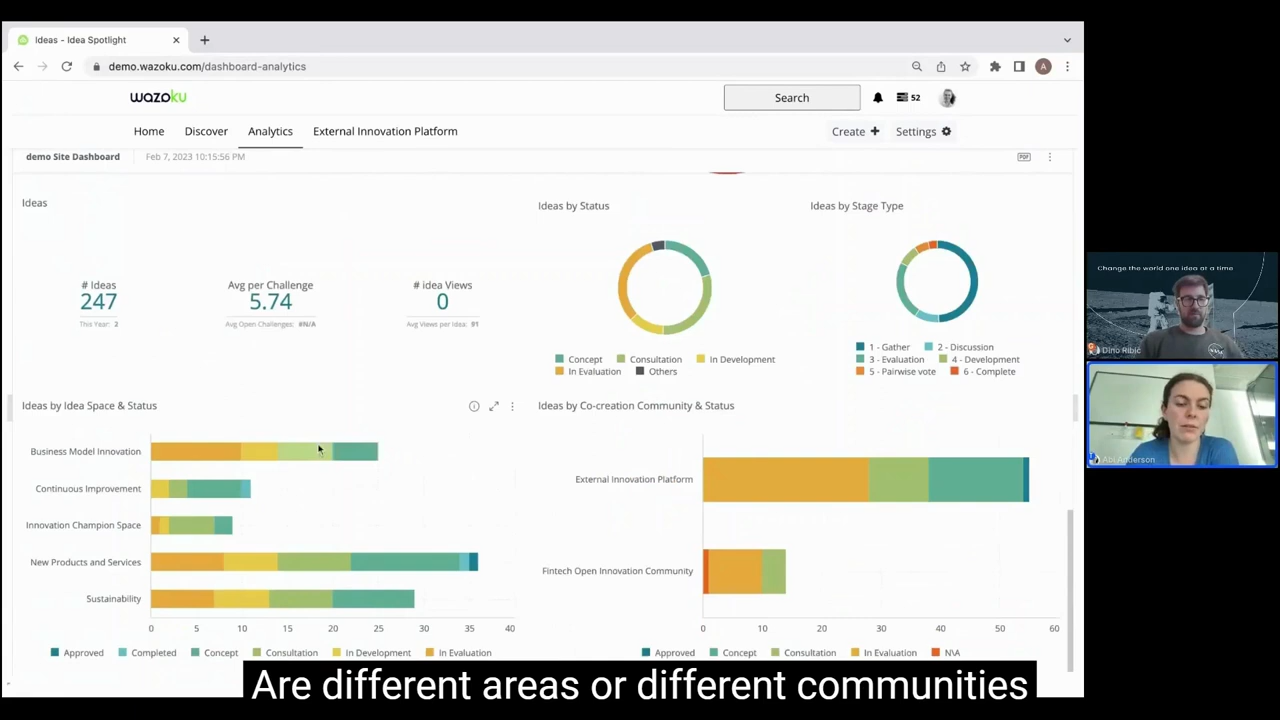 Ideas - Idea Spotlight
demo.wazoku.com/dashboard-analytics
A
wazoku
Search
52
Home Discover Analytics External Innovation Platform
Create + Settings
demo Site Dashboard Feb 7, 2023 10:15:56 PM
PDF
Ideas
Ideas by Status
Ideas by Stage Type
# Ideas
247
This Year: 2
Avg per Challenge
5.74
Avg Open Challenges: #N/A
# idea Views
0
Avg Views per Idea: 91
Concept Consultation In Development
In Evaluation Others
1 - Gather 2 - Discussion
3 - Evaluation 4 - Development
5 - Pairwise vote 6 - Complete
Change the world one idea at a time
Dino Ribic
Abi Anderson
Ideas by Idea Space & Status
Business Model Innovation
Continuous Improvement
Innovation Champion Space
New Products and Services
Sustainability
0 5 10 15 20 25 30 35 40
Approved Completed Concept Consultation In Development In Evaluation
Ideas by Co-creation Community & Status
External Innovation Platform
Fintech Open Innovation Community
0 10 20 30 40 50 60
Approved Concept Consultation In Evaluation N\A
Are different areas or different communities